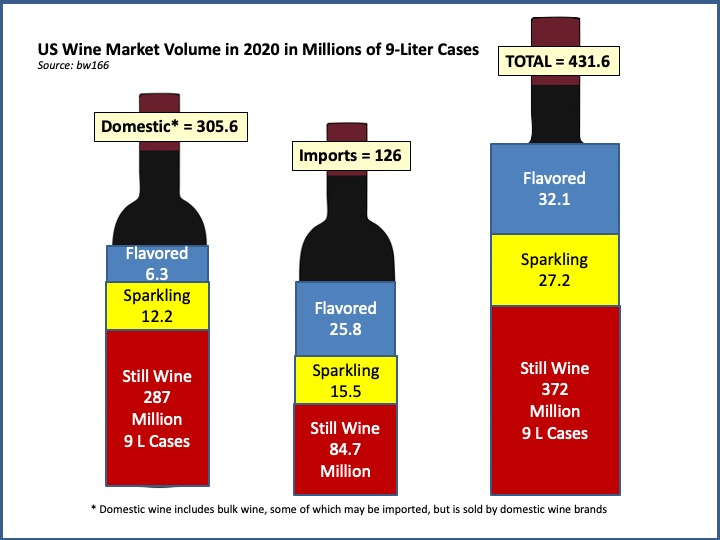 US Wine Market Volume in 2020 in Millions of 9-Liter Cases
Source: bw166
Domestic* = 305.6
Flavored
6.3
Sparkling
12.2
Still Wine
287
Million
9 L Cases
Imports = 126
Flavored
25.8
Sparkling
15.5
Still Wine
84.7
Million
TOTAL = 431.6
Flavored
32.1
Sparkling
27.2
Still Wine
372
Million
9 L Cases
* Domestic wine includes bulk wine, some of which may be imported, but is sold by domestic wine brands